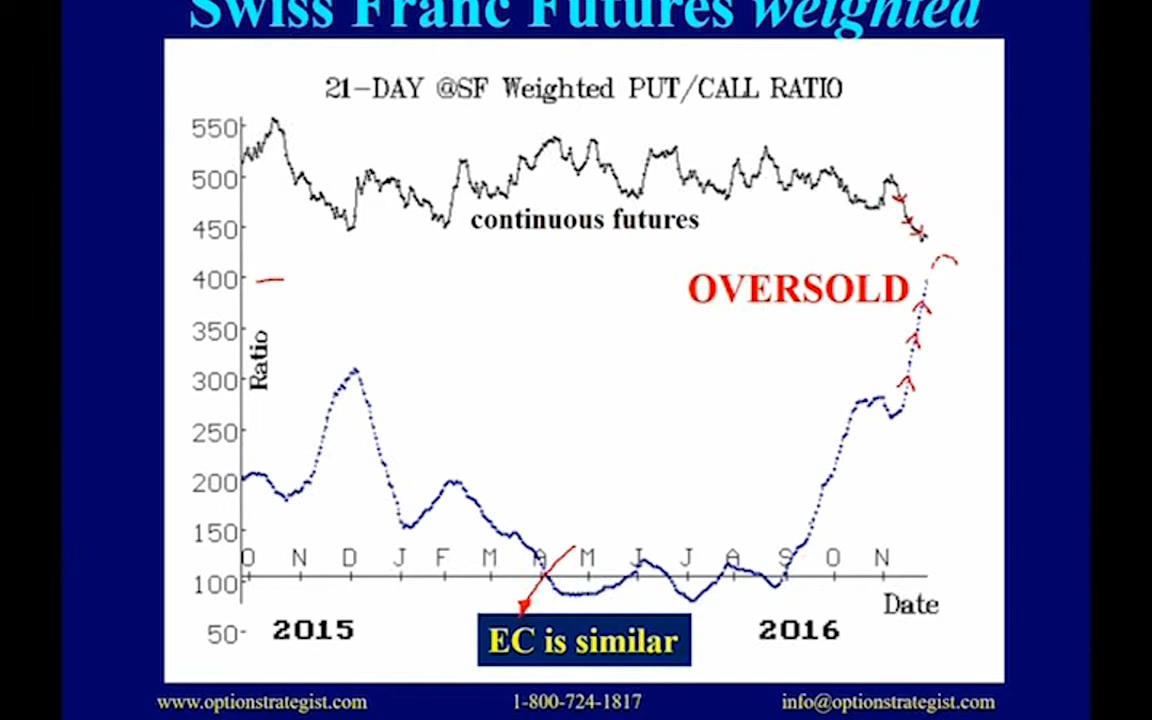 Swiss Franc Futures weighted
21-DAY @SF Weighted PUT/CALL RATIO
550
500
450
continuous futures
400
OVERSOLD
350
Ratio
300
250
200
150
O N D J F M A M J J A S O N
100
Date
50
2015 2016
EC is similar
www.optionstrategist.com 1-800-724-1817 info@optionstrategist.com